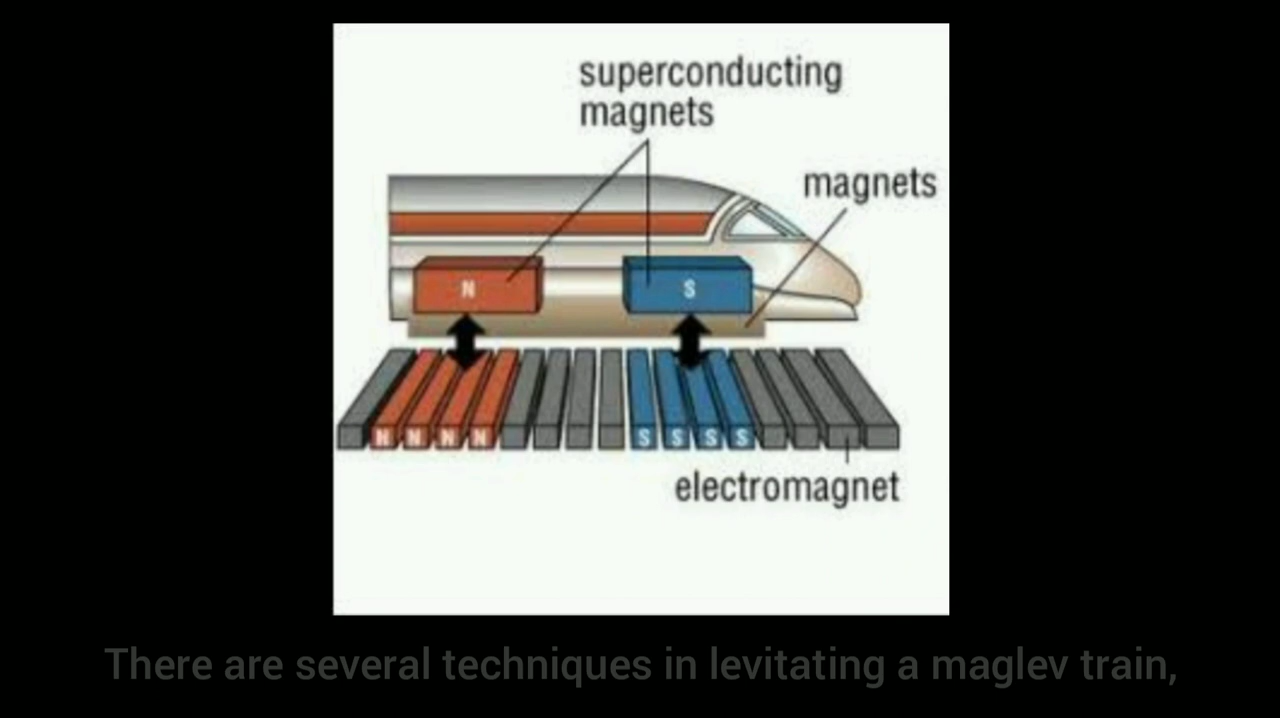 superconducting
magnets
magnets
N
S
N N N N
S S S S
electromagnet
There are several techniques in levitating a maglev train,